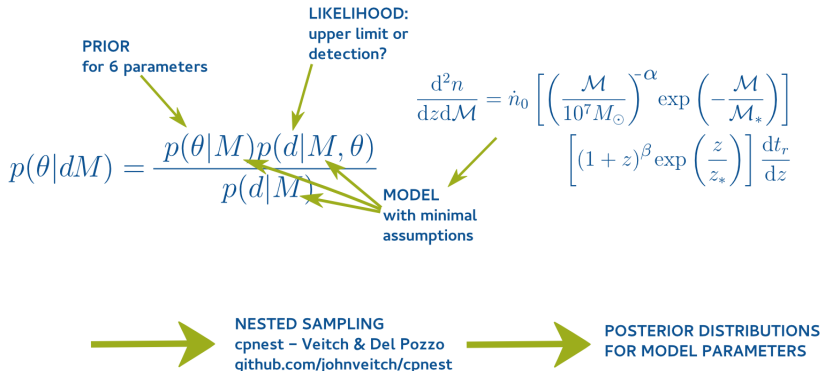 LIKELIHOOD:
upper limit or
detection?
PRIOR
for 6 parameters
d²n/dzdℳ = ṅ₀ [(ℳ/10⁷M☉)^-α exp(-ℳ/ℳ*)]
[(1 + z)^β exp(z/z*)] dt_r/dz
p(θ|dM) = p(θ|M)p(d|M, θ)/p(d|M)
MODEL
with minimal
assumptions
NESTED SAMPLING
cpnest – Veitch & Del Pozzo
github.com/johnveitch/cpnest
POSTERIOR DISTRIBUTIONS
FOR MODEL PARAMETERS